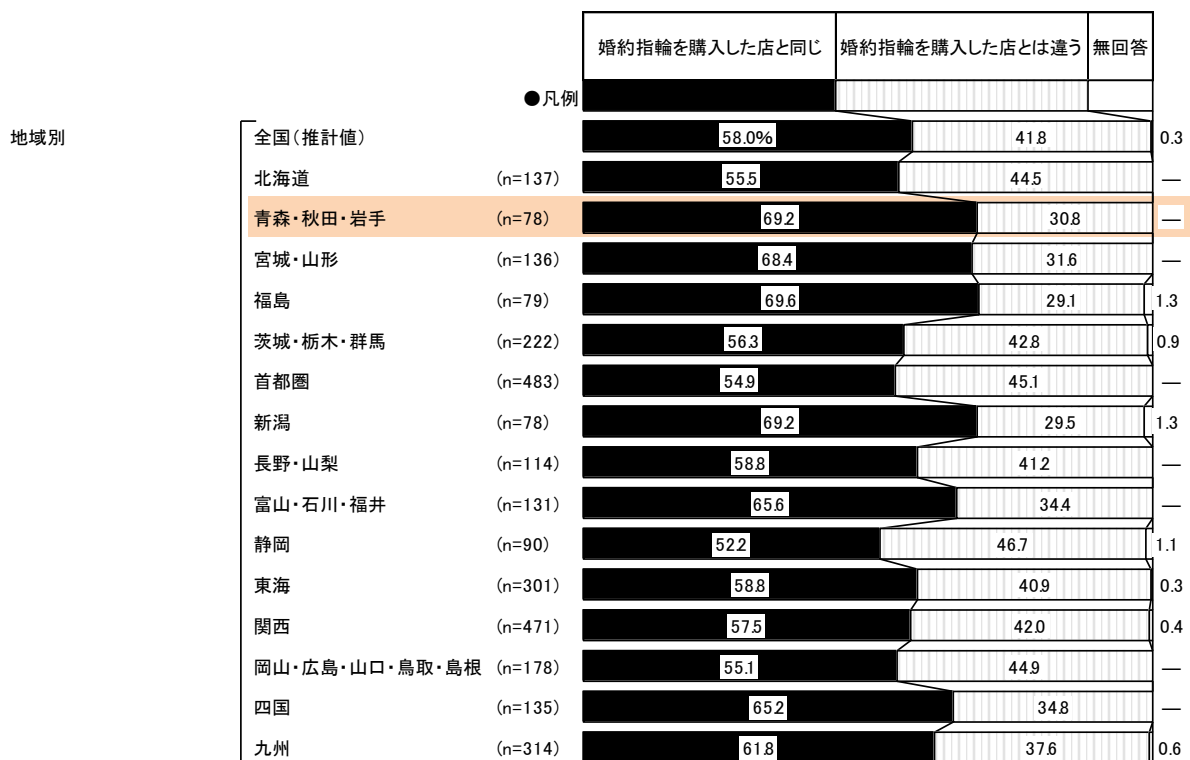 婚約指輪を購入した店と同じ 婚約指輪を購入した店とは違う 無回答
●凡例
地域別 全国(推計値) 58.0% 41.8 0.3
北海道 (n=137) 55.5 44.5 —
青森・秋田・岩手 (n=78) 69.2 30.8 —
宮城・山形 (n=136) 68.4 31.6 —
福島 (n=79) 69.6 29.1 1.3
茨城・栃木・群馬 (n=222) 56.3 42.8 0.9
首都圏 (n=483) 54.9 45.1 —
新潟 (n=78) 69.2 29.5 1.3
長野・山梨 (n=114) 58.8 41.2 —
富山・石川・福井 (n=131) 65.6 34.4 —
静岡 (n=90) 52.2 46.7 1.1
東海 (n=301) 58.8 40.9 0.3
関西 (n=471) 57.5 42.0 0.4
岡山・広島・山口・鳥取・島根 (n=178) 55.1 44.9 —
四国 (n=135) 65.2 34.8 —
九州 (n=314) 61.8 37.6 0.6